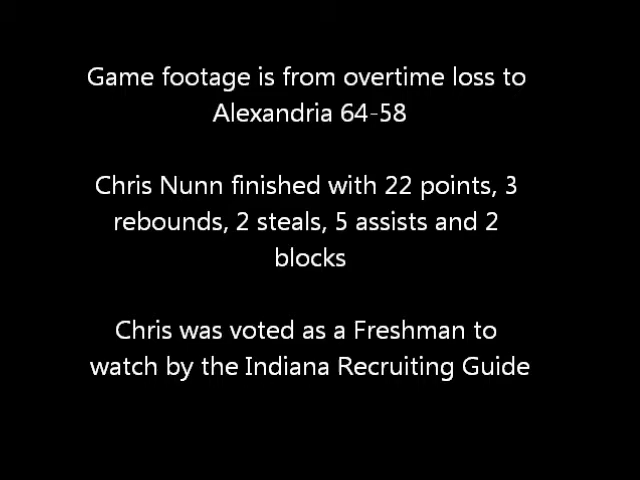 Game footage is from overtime loss to
Alexandria 64-58
Chris Nunn finished with 22 points, 3
rebounds, 2 steals, 5 assists and 2
blocks
Chris was voted as a Freshman to
watch by the Indiana Recruiting Guide